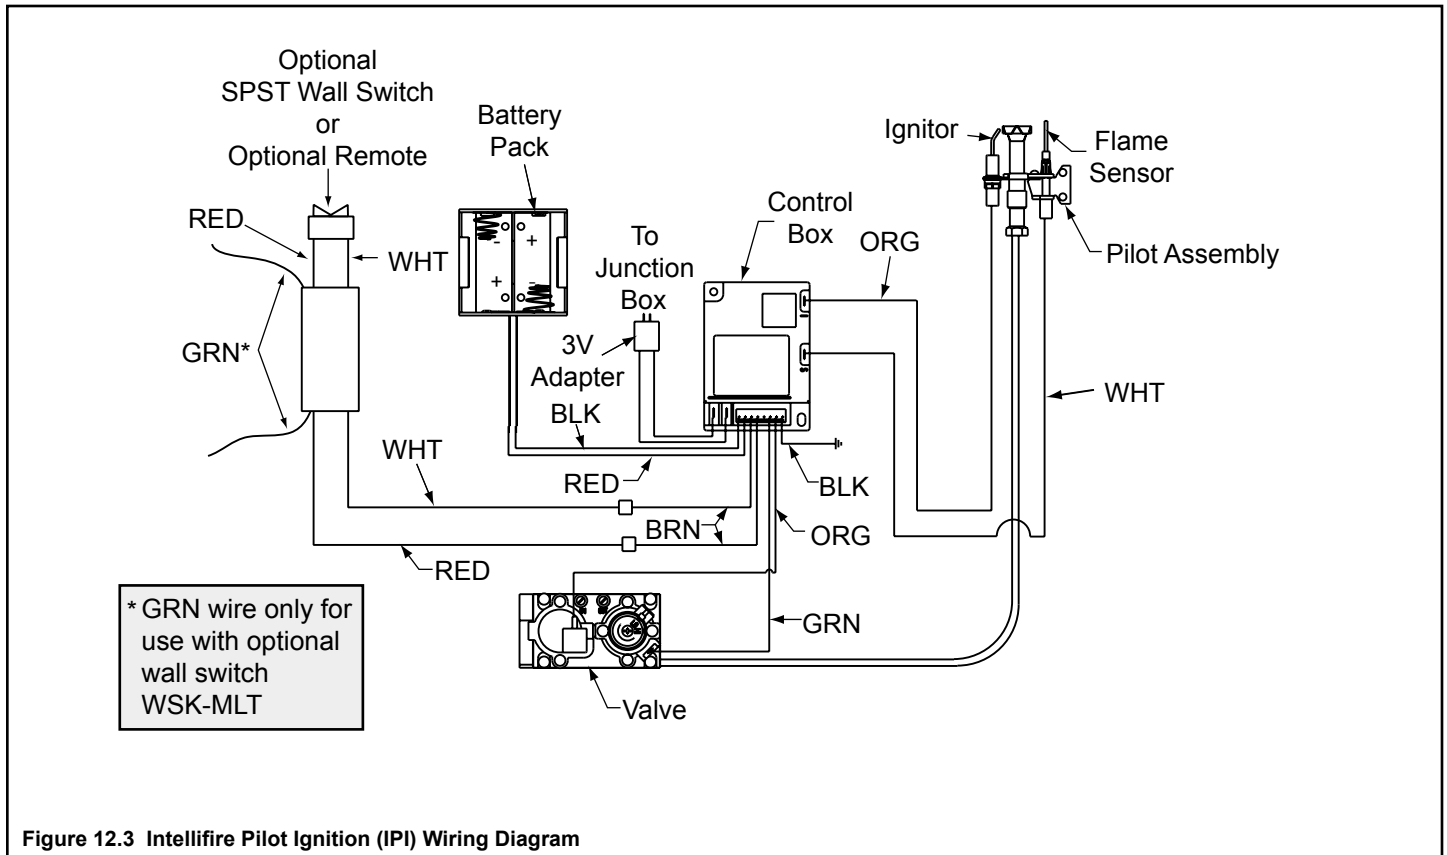 Optional
SPST Wall Switch
or
Optional Remote
RED
WHT
GRN*
Battery
Pack
-
+
+
-
To
Junction
Box
3V
Adapter
BLK
Control
Box
I
S
ORG
Ignitor
Flame
Sensor
Pilot Assembly
WHT
WHT
RED
BLK
BRN
ORG
RED
GRN
Valve
* GRN wire only for
use with optional
wall switch
WSK-MLT
Figure 12.3 Intellifire Pilot Ignition (IPI) Wiring Diagram